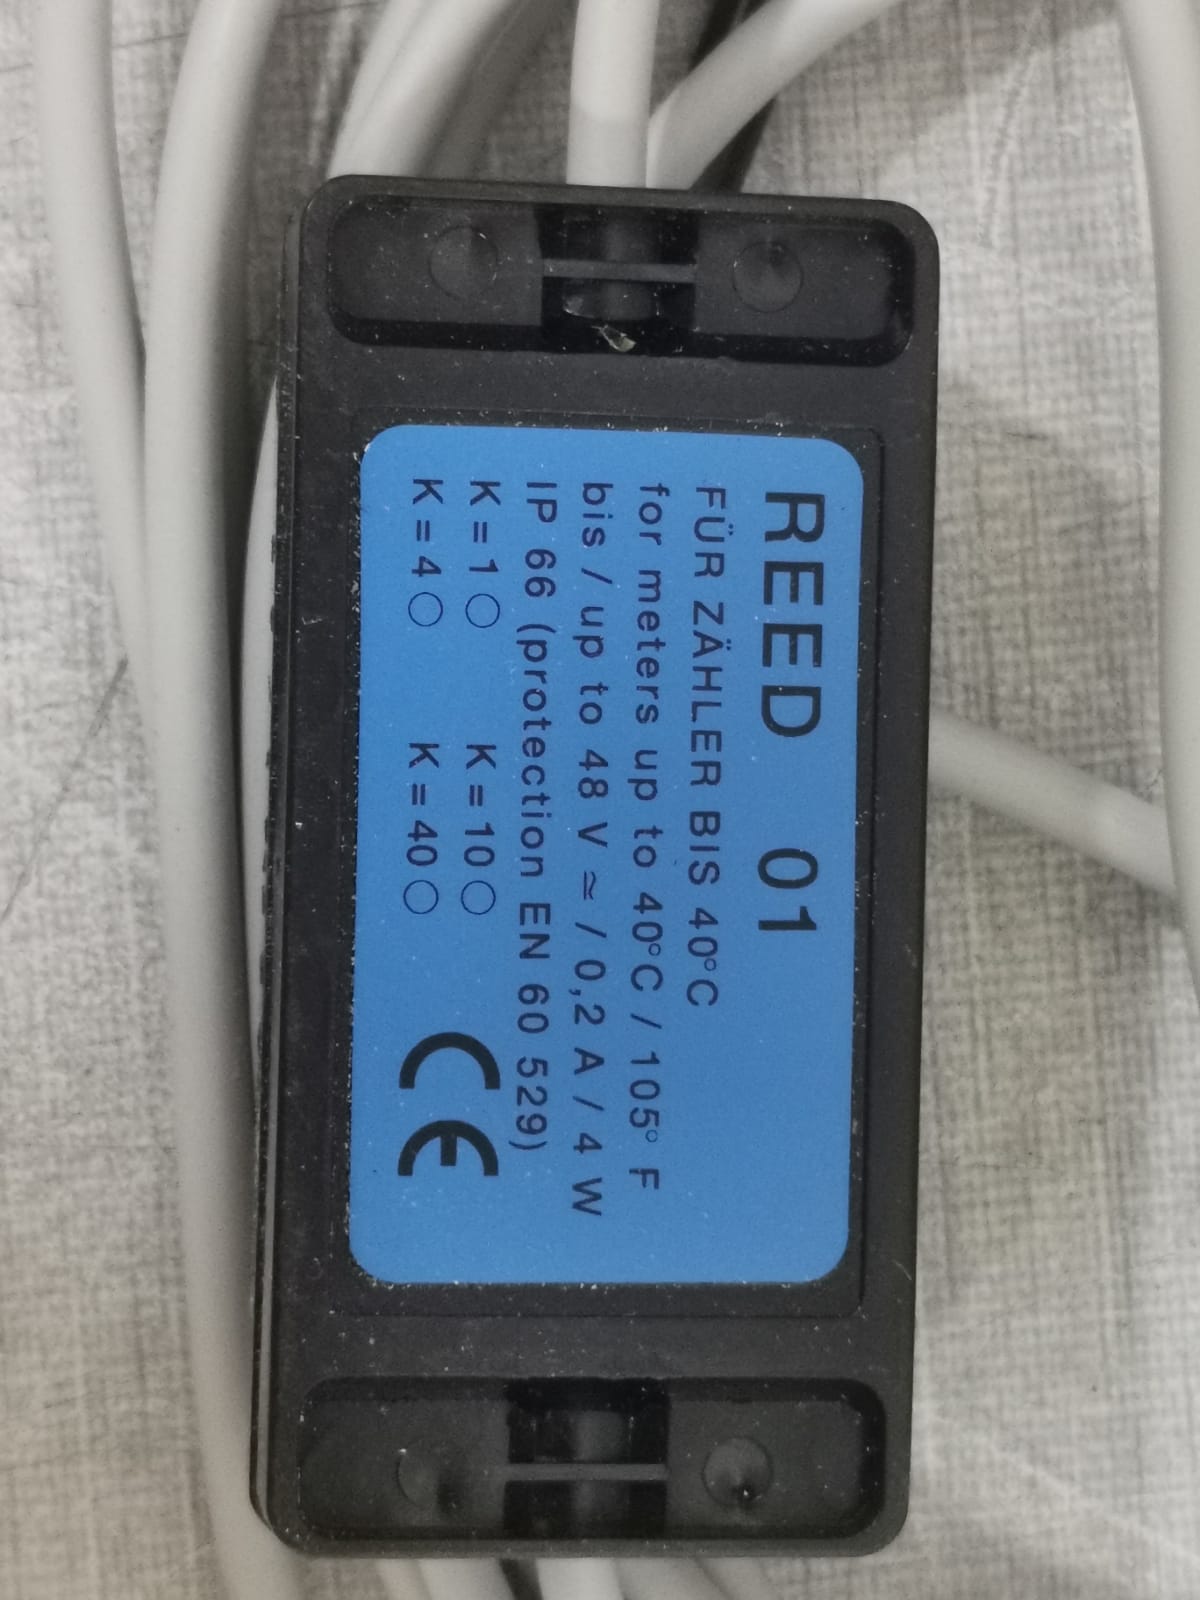 REED 01
FÜR ZÄHLER BIS 40°C
for meters up to 40°C / 105° F
bis / up to 48 V ≃ / 0,2 A / 4 W
IP 66 (protection EN 60 529)
K = 1 ○ K = 10 ○
K = 4 ○ K = 40 ○
CE